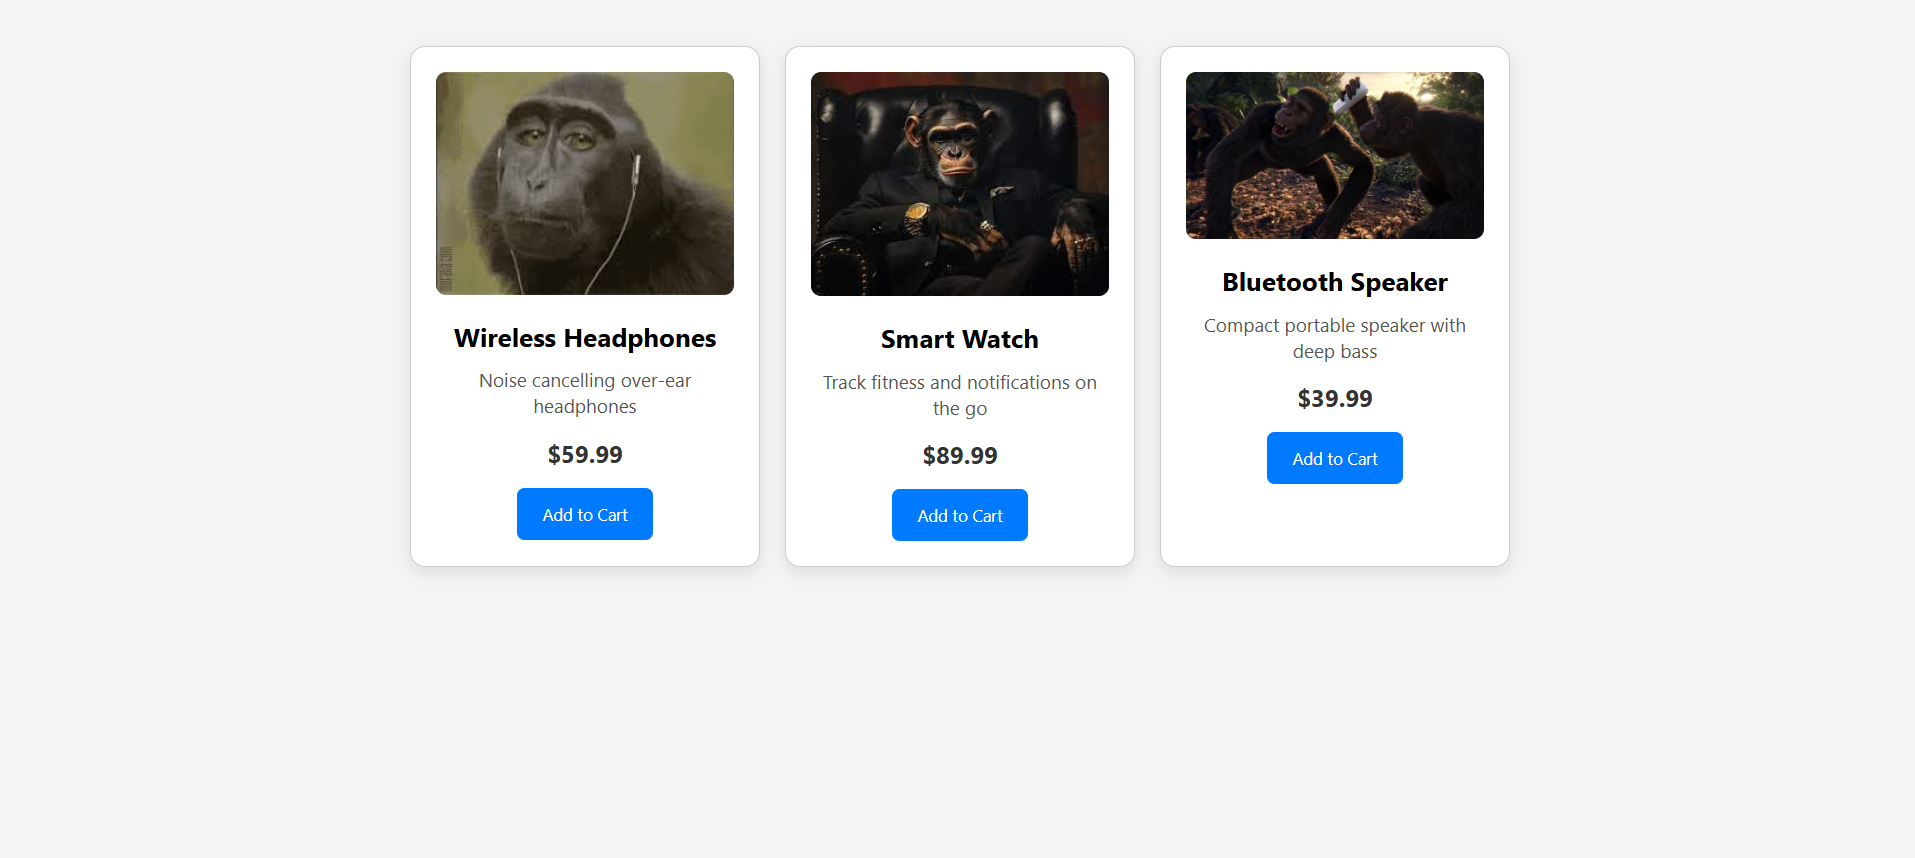 Wireless Headphones
Noise cancelling over-ear
headphones
$59.99
Add to Cart
Smart Watch
Track fitness and notifications on
the go
$89.99
Add to Cart
Bluetooth Speaker
Compact portable speaker with
deep bass
$39.99
Add to Cart